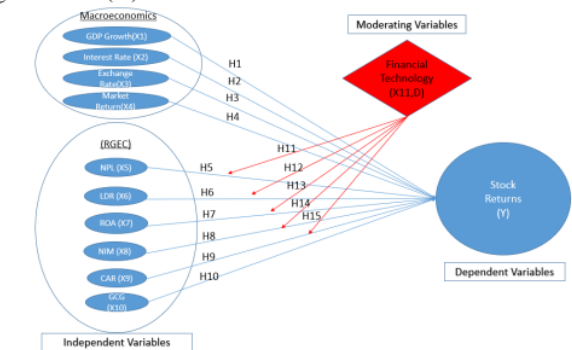 Macroeconomics
GDP Growth(X1)
Interest Rate (X2)
Exchange
Rate(X3)
Market
Return(X4)
H1
H2
H3
H4
Moderating Variables
Financial
Technology
(X11,D)
(RGEC)
NPL (X5)
LDR (X6)
ROA (X7)
NIM (X8)
CAR (X9)
GCG
(X10)
H5
H6
H7
H8
H9
H10
H11
H12
H13
H14
H15
Stock
Returns
(Y)
Dependent Variables
Independent Variables